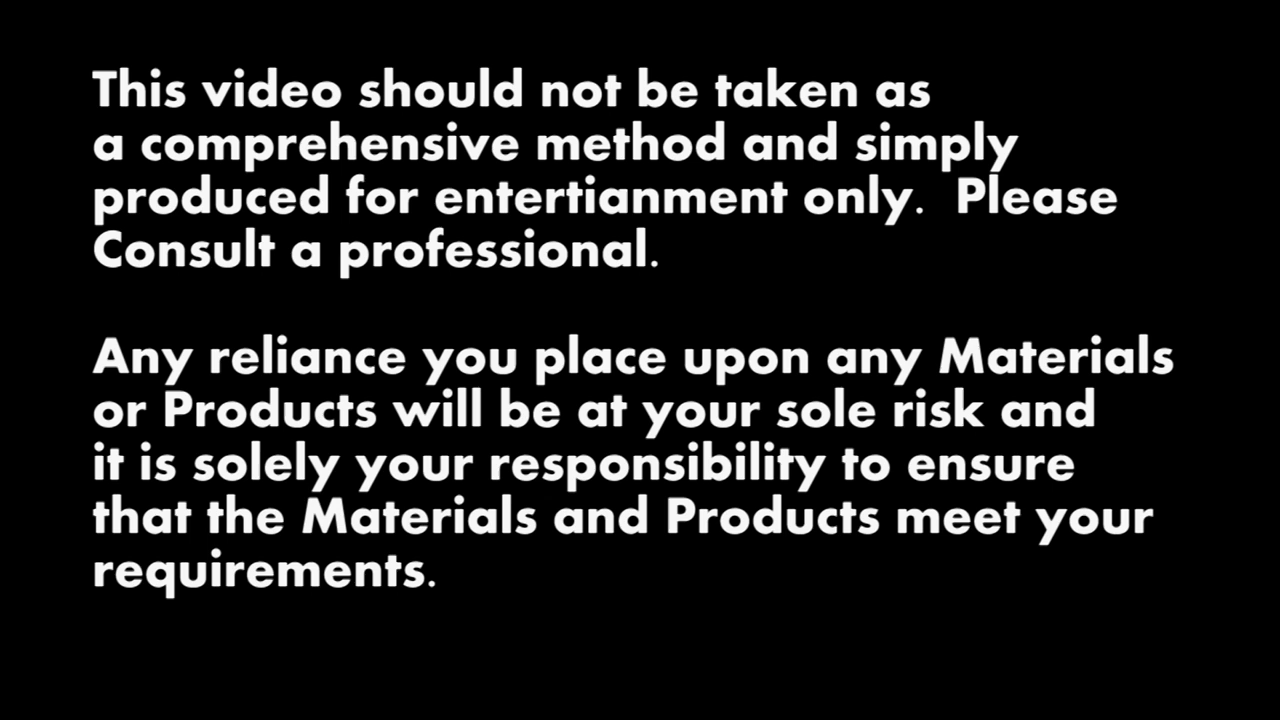 This video should not be taken as
a comprehensive method and simply
produced for entertianment only.  Please
Consult a professional.
Any reliance you place upon any Materials
or Products will be at your sole risk and
it is solely your responsibility to ensure
that the Materials and Products meet your
requirements.